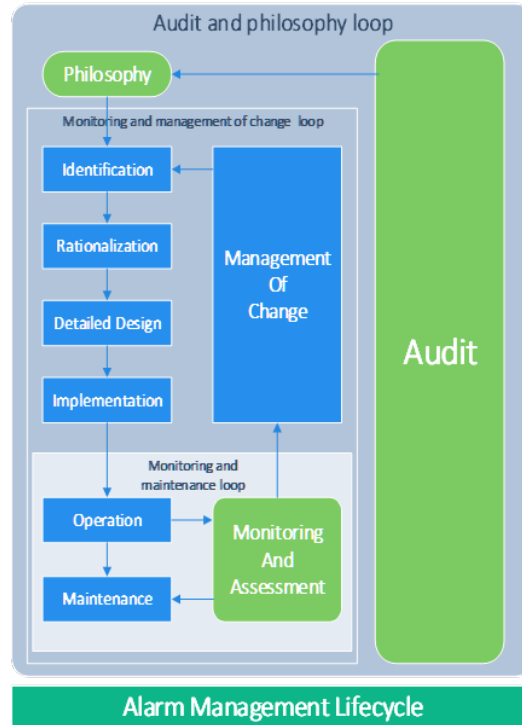 Audit and philosophy loop
Philosophy
Monitoring and management of change loop
Identification
Rationalization
Detailed Design
Implementation
Management
Of
Change
Audit
Monitoring and
maintenance loop
Operation
Maintenance
Monitoring
And
Assessment
Alarm Management Lifecycle